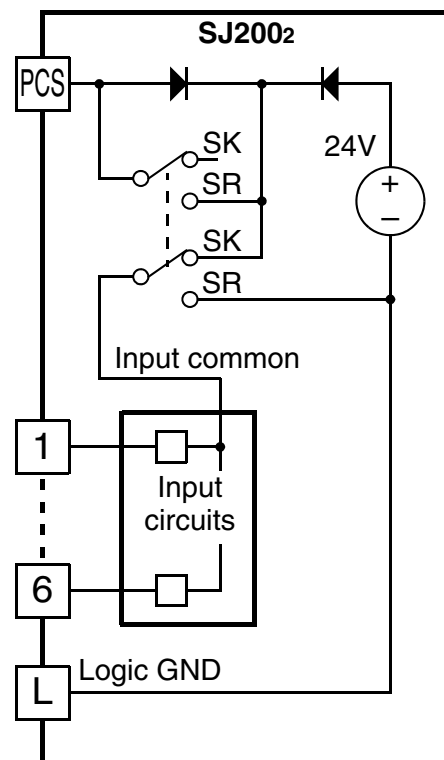 SJ2002
PCS
24V
SK
SR
SK
SR
+
–
Input common
1
Input
circuits
6
Logic GND
L